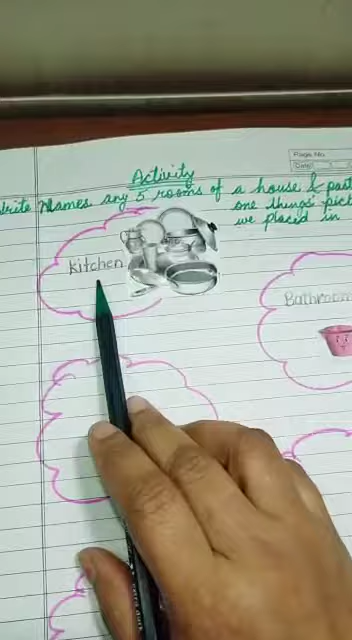 Page No.
Date
Activity
Write Names any 5 rooms of a house & past
one things pict
we placed in
kitchen
Bathroom